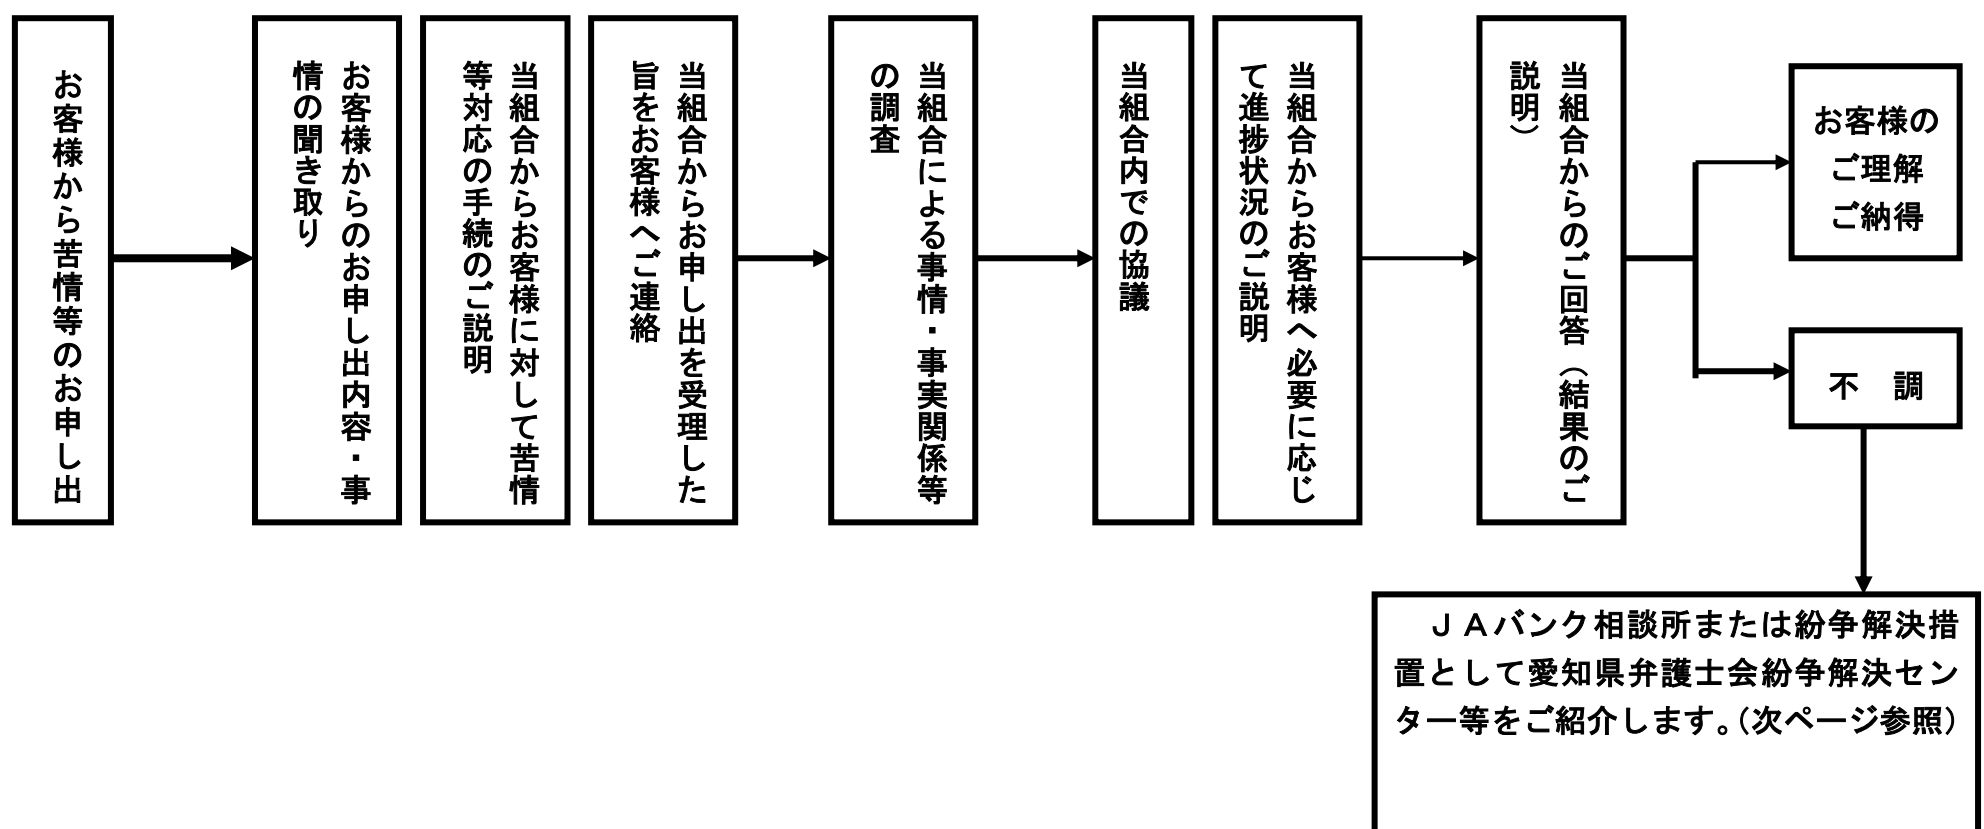 お客様から苦情等のお申し出
お客様からのお申し出内容・事
情の聞き取り
当組合からお客様に対して苦情
等対応の手続のご説明
当組合からお申し出を受理した
旨をお客様へご連絡
当組合による事情・事実関係等
の調査
当組合内での協議
当組合からお客様へ必要に応じ
て進捗状況のご説明
当組合からのご回答（結果のご
説明）
お客様の
ご理解
ご納得
不　調
ＪＡバンク相談所または紛争解決措
置として愛知県弁護士会紛争解決セン
ター等をご紹介します。（次ページ参照）